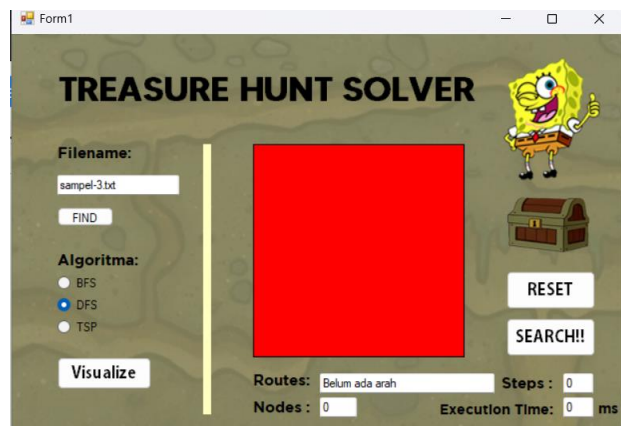 Form1
TREASURE HUNT SOLVER
Filename:
sampel-3.txt
FIND
Algoritma:
BFS
DFS
TSP
Visualize
RESET
SEARCH!!
Routes: Belum ada arah Steps : 0
Nodes : 0 Execution Time: 0 ms